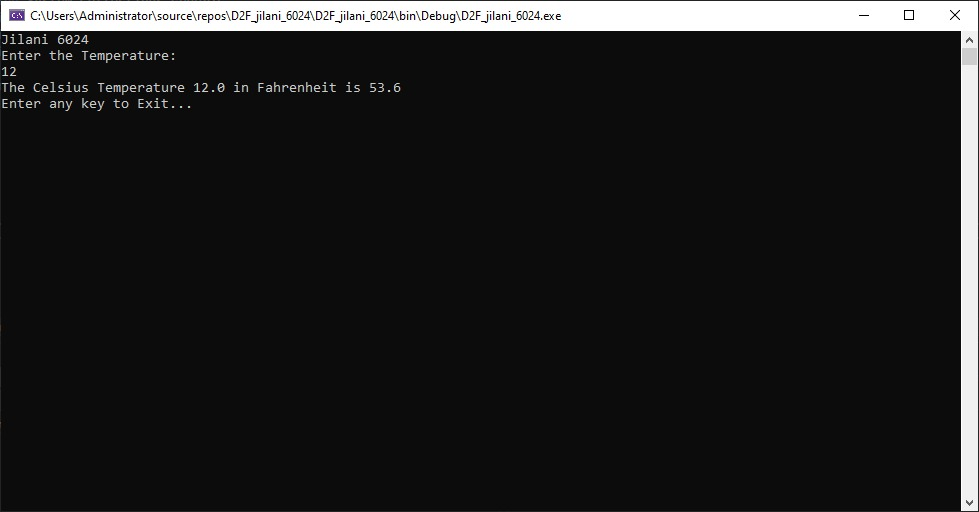 C:\Users\Administrator\source\repos\D2F_jilani_6024\D2F_jilani_6024\bin\Debug\D2F_jilani_6024.exe
Jilani 6024
Enter the Temperature:
12
The Celsius Temperature 12.0 in Fahrenheit is 53.6
Enter any key to Exit...